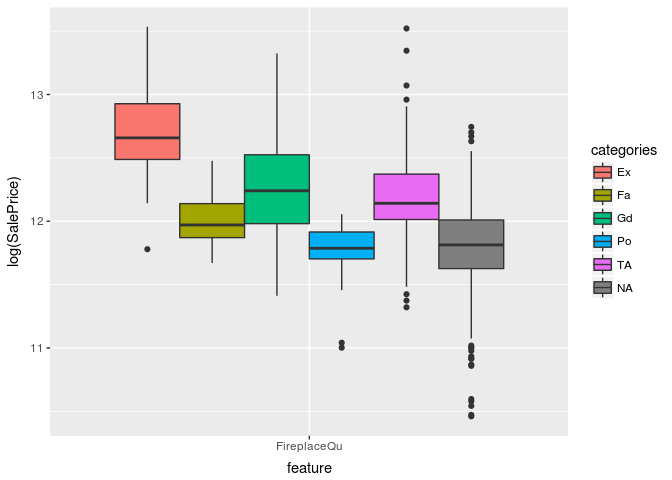 log(SalePrice)
13
12
11
FireplaceQu
feature
categories
Ex
Fa
Gd
Po
TA
NA